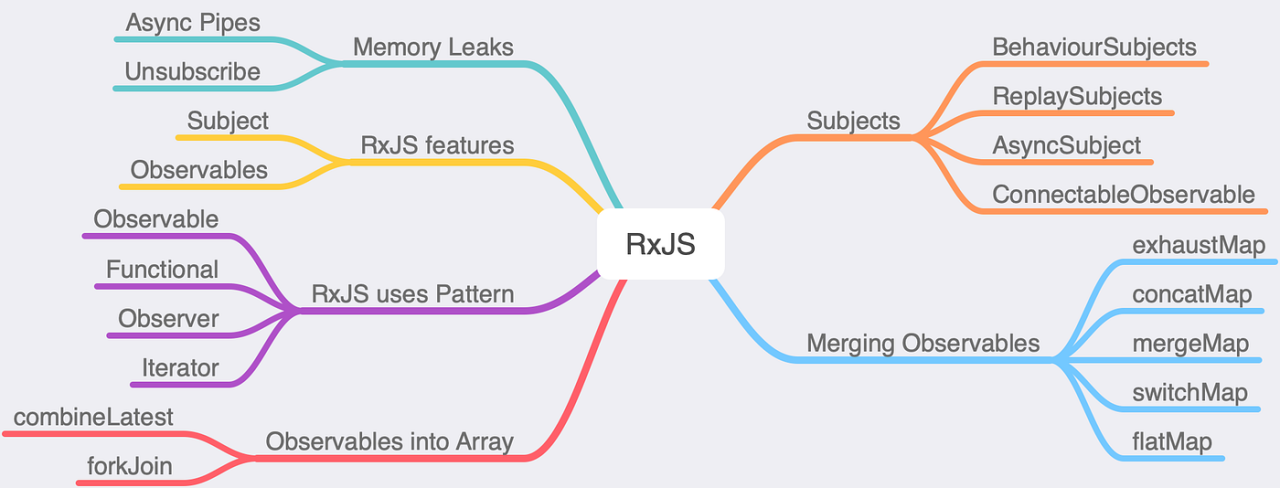 RxJS
Memory Leaks
Async Pipes
Unsubscribe
RxJS features
Subject
Observables
RxJS uses Pattern
Observable
Functional
Observer
Iterator
Observables into Array
combineLatest
forkJoin
Subjects
BehaviourSubjects
ReplaySubjects
AsyncSubject
ConnectableObservable
Merging Observables
exhaustMap
concatMap
mergeMap
switchMap
flatMap